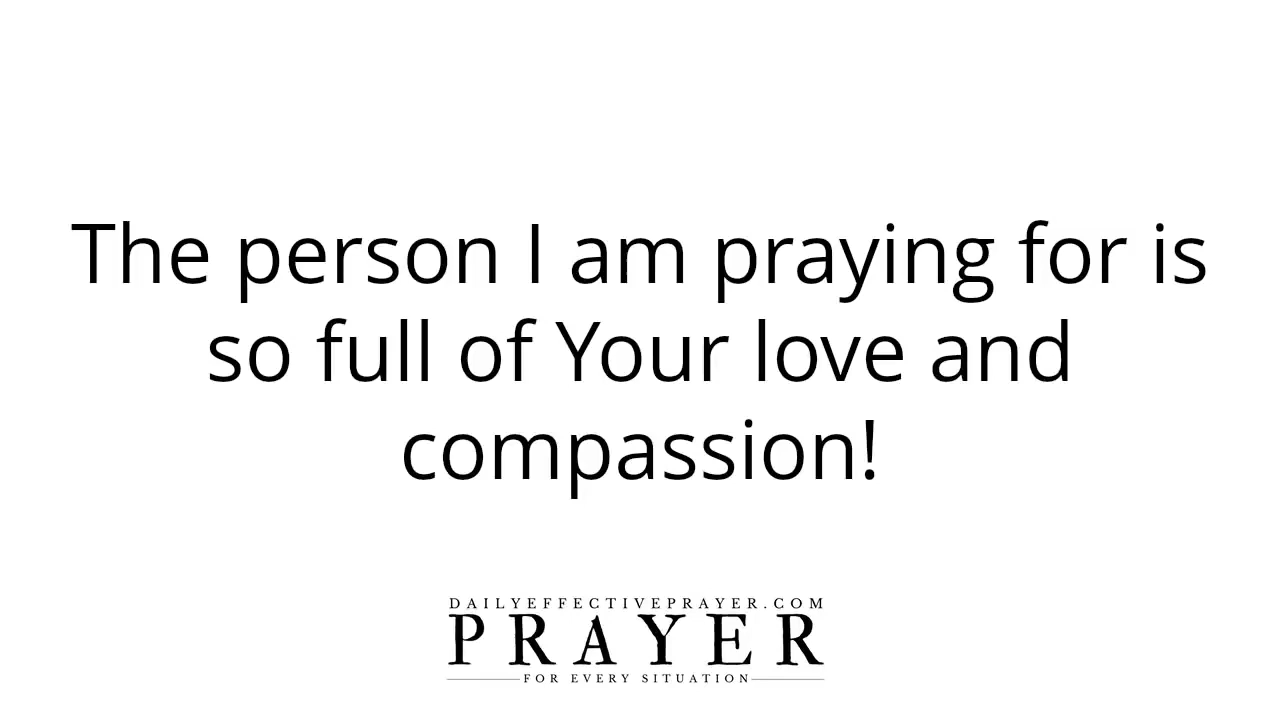 The person I am praying for is
so full of Your love and
compassion!
DAILYEFFECTIVEPRAYER.COM
PRAYER
FOR EVERY SITUATION